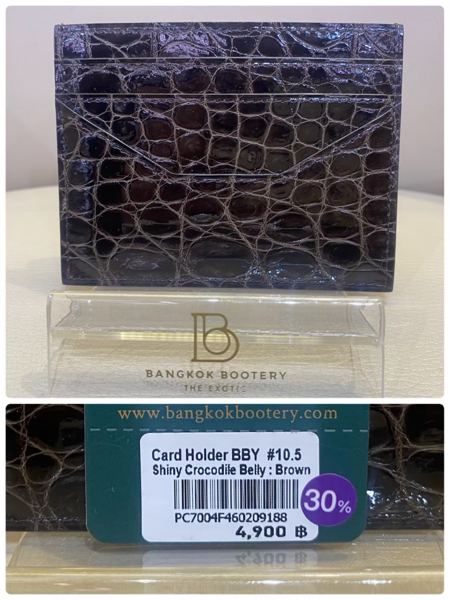 B
BANGKOK BOOTERY
THE EXOTIC
www.bangkokbootery.com
Card Holder BBY #10.5
Shiny Crocodile Belly : Brown
30%
PC7004F460209188
4,900 ฿